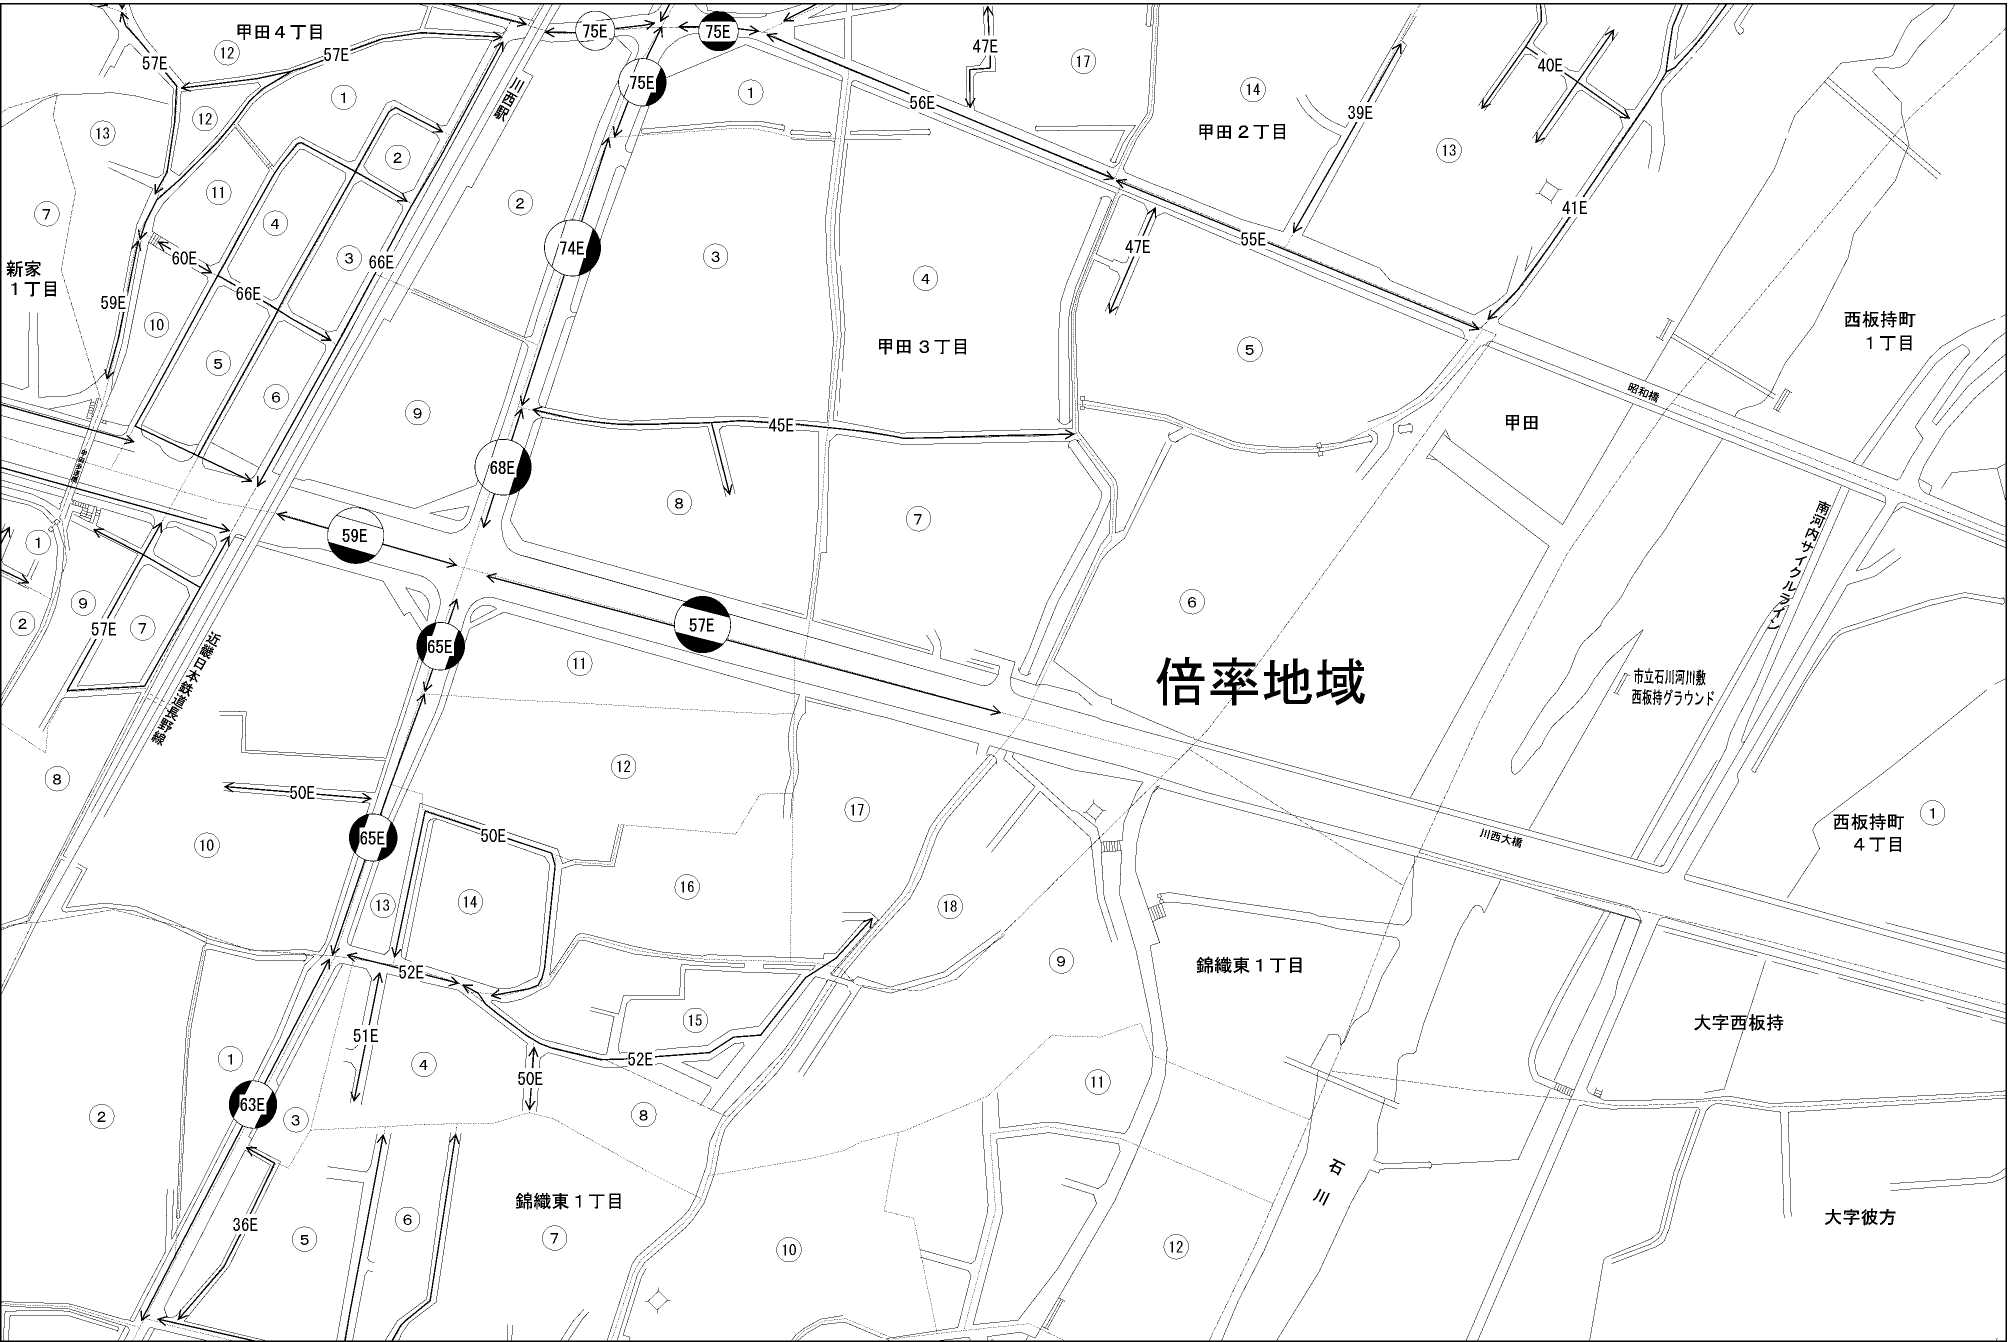 甲田４丁目
12
57E
57E
75E
75E
47E
17
75E
1
56E
14
39E
甲田２丁目
40E
13
1
12
13
川西駅
2
11
7
4
2
41E
74E
3
47E
55E
3
66E
60E
66E
新家
１丁目
59E
10
4
甲田３丁目
5
西板持町
１丁目
5
6
9
昭和橋
甲田
45E
68E
8
7
南河内サイクルライン
59E
1
9
2
57E
7
57E
65E
6
11
近畿日本鉄道長野線
倍率地域
市立石川河川敷
西板持グラウンド
8
12
50E
65E
50E
17
川西大橋
西板持町
４丁目
1
10
16
13
14
18
52E
9
錦織東１丁目
15
大字西板持
51E
52E
1
4
50E
11
63E
2
3
8
石川
錦織東１丁目
36E
5
6
7
10
12
大字彼方